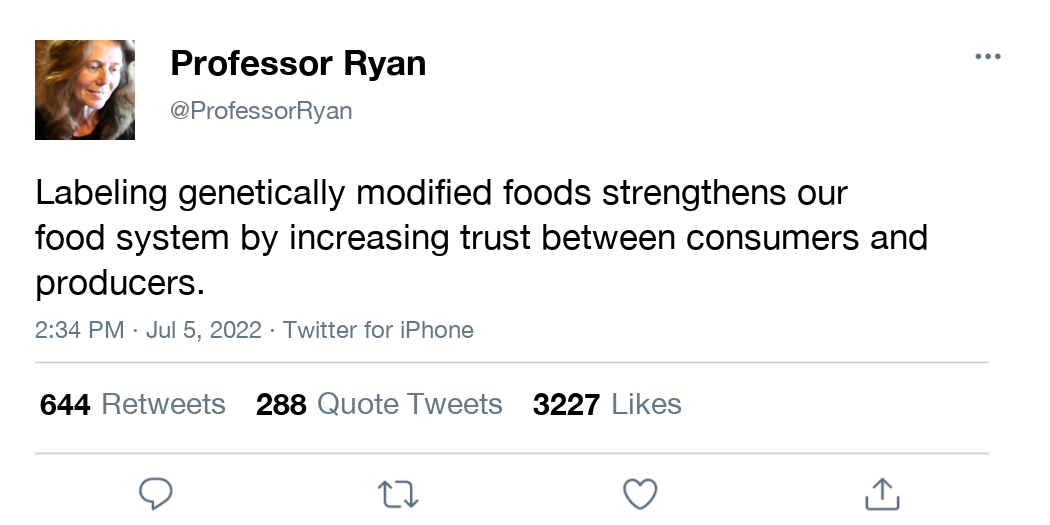 Professor Ryan
@ProfessorRyan
Labeling genetically modified foods strengthens our
food system by increasing trust between consumers and
producers.
2:34 PM · Jul 5, 2022 · Twitter for iPhone
644 Retweets 288 Quote Tweets 3227 Likes